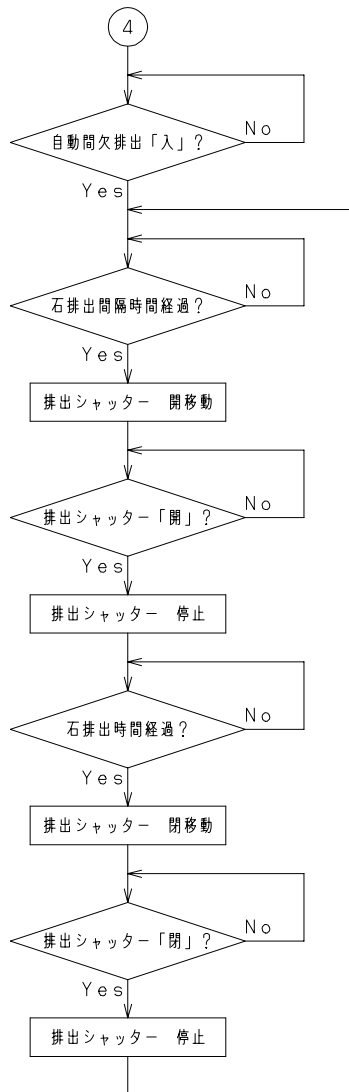 4
自動間欠排出「入」?
No
Yes
石排出間隔時間経過?
No
Yes
排出シャッター　開移動
排出シャッター「開」?
No
Yes
排出シャッター　停止
石排出時間経過?
No
Yes
排出シャッター　閉移動
排出シャッター「閉」?
No
Yes
排出シャッター　停止